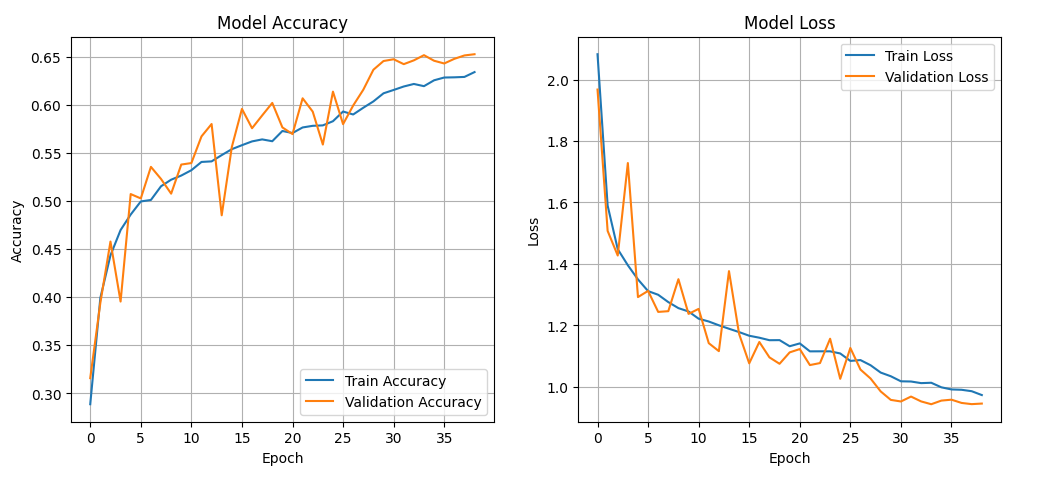 Model Accuracy
Accuracy
0.65
0.60
0.55
0.50
0.45
0.40
0.35
0.30
Train Accuracy
Validation Accuracy
0 5 10 15 20 25 30 35
Epoch
Model Loss
Loss
2.0
1.8
1.6
1.4
1.2
1.0
Train Loss
Validation Loss
0 5 10 15 20 25 30 35
Epoch